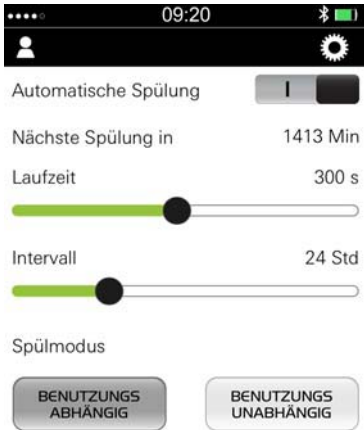 09:20
Automatische Spülung I
Nächste Spülung in 1413 Min
Laufzeit 300 s
Intervall 24 Std
Spülmodus
BENUTZUNGS ABHÄNGIG
BENUTZUNGS UNABHÄNGIG